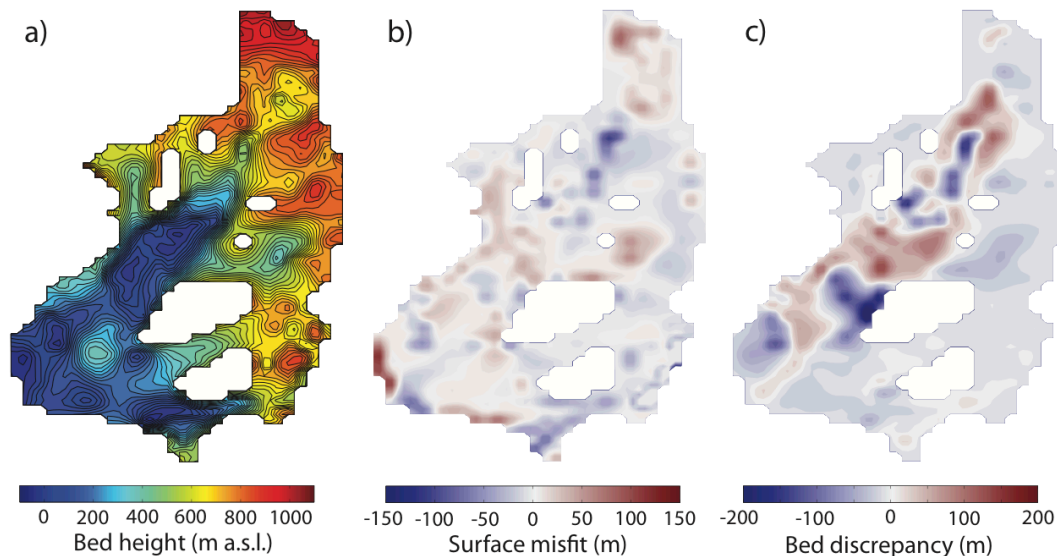 a)
b)
c)
0 200 400 600 800 1000
Bed height (m a.s.l.)
-150 -100 -50 0 50 100 150
Surface misfit (m)
-200 -100 0 100 200
Bed discrepancy (m)